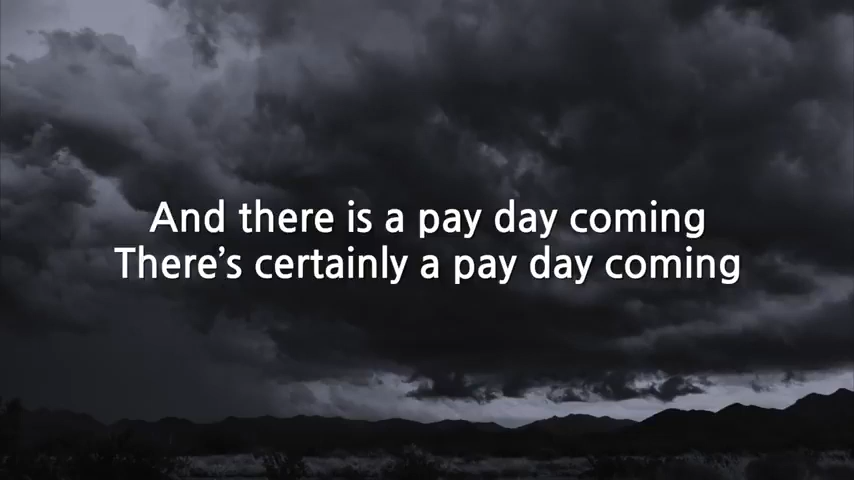 And there is a pay day coming
There’s certainly a pay day coming